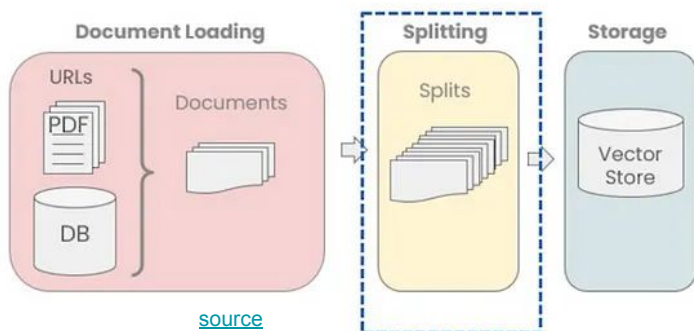 Document Loading
Splitting
Storage
URLs
PDF
DB
Documents
Splits
Vector
Store
source